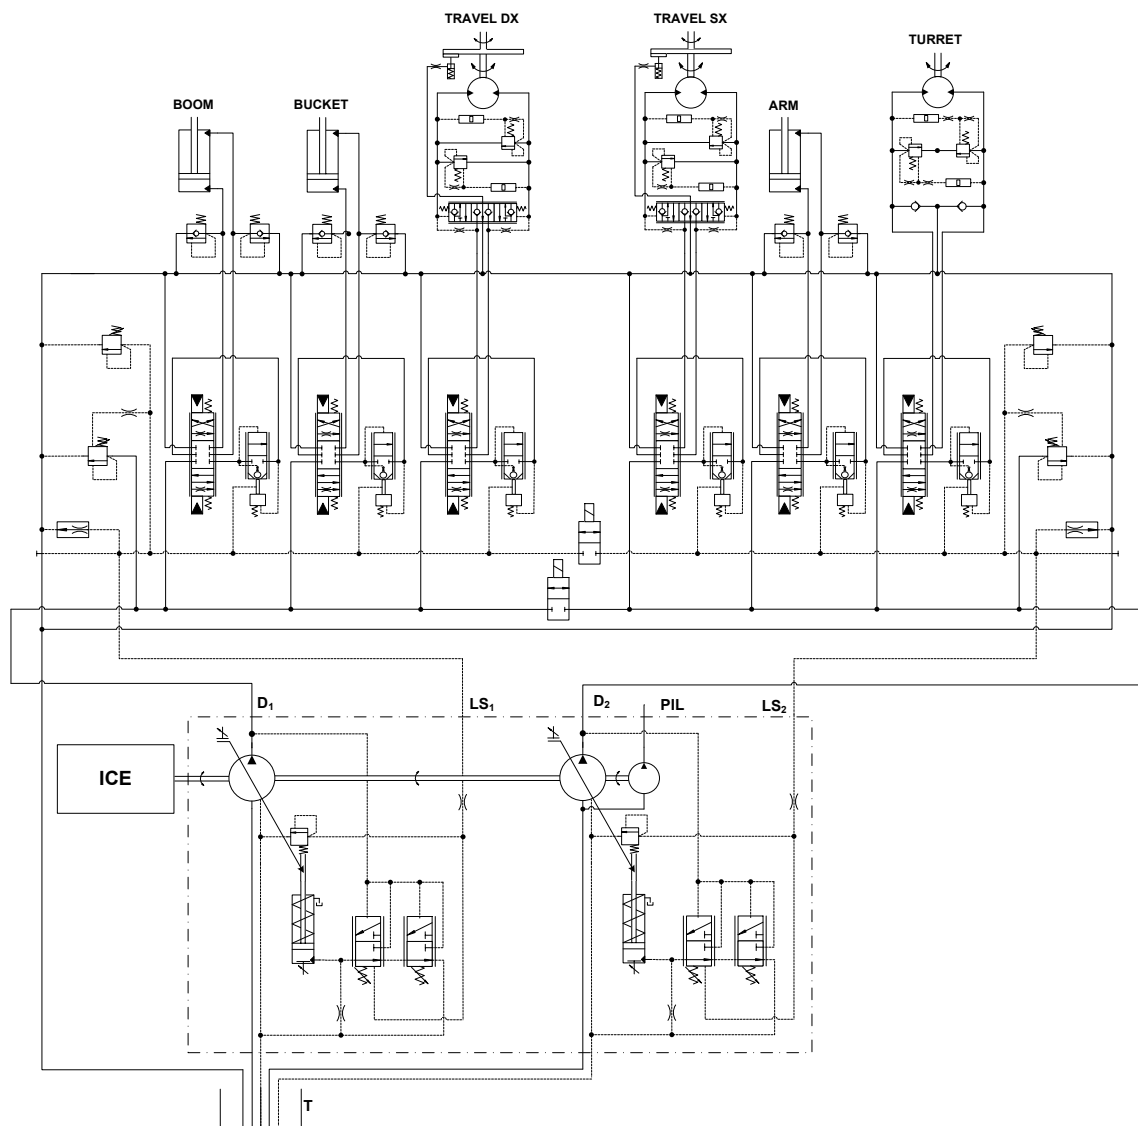 TRAVEL DX
TRAVEL SX
TURRET
BOOM
BUCKET
ARM
D₁
LS₁
D₂
PIL
LS₂
ICE
T